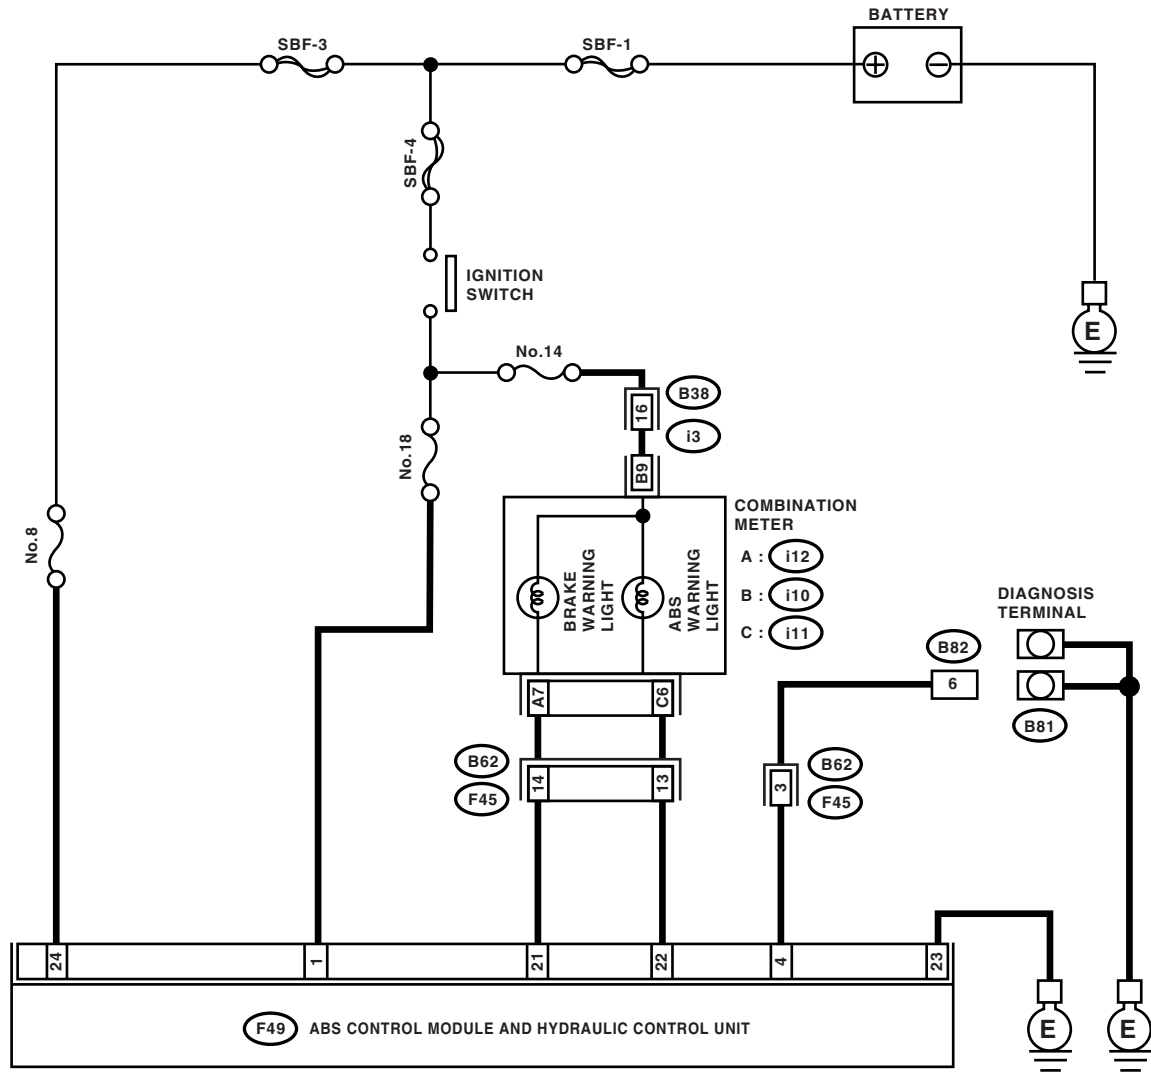 BATTERY
SBF-3
SBF-1
SBF-4
IGNITION
SWITCH
E
No.14
B38
16
i3
No.18
B9
COMBINATION
METER
A : i12
B : i10
C : i11
No.8
BRAKE
WARNING
LIGHT
ABS
WARNING
LIGHT
DIAGNOSIS
TERMINAL
B82
6
B81
A7
C6
B62
F45
14
13
B62
F45
3
24
1
21
22
4
23
F49 ABS CONTROL MODULE AND HYDRAULIC CONTROL UNIT
E
E